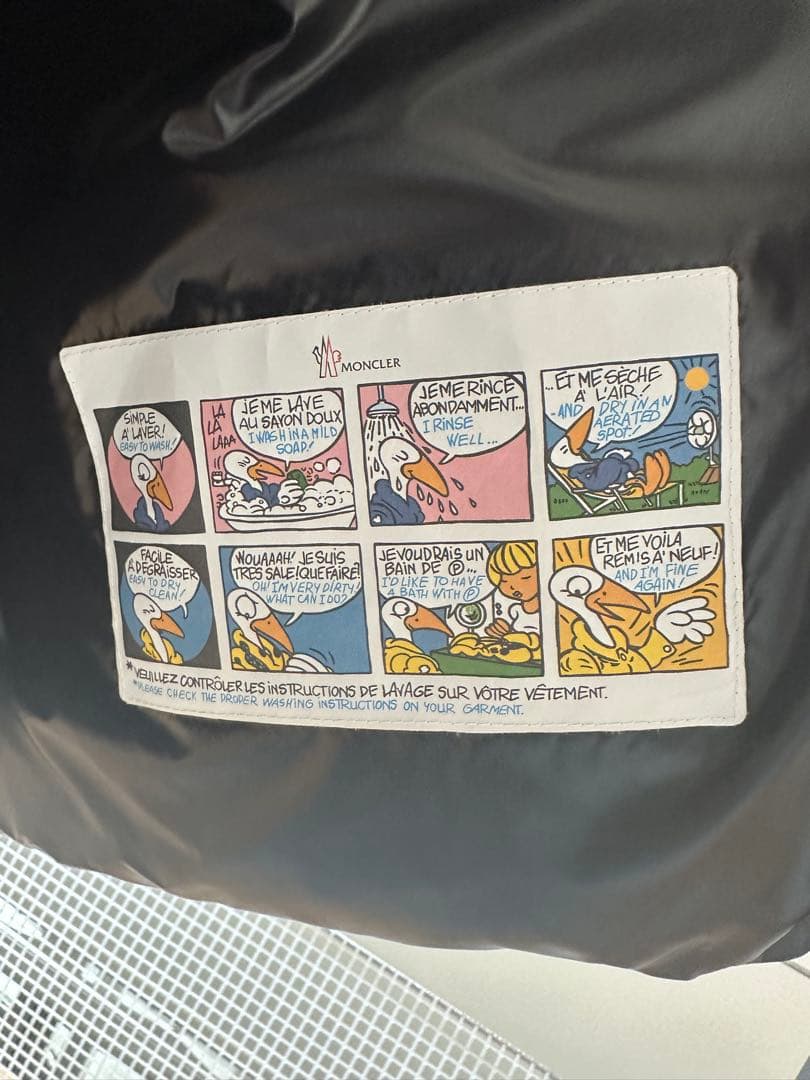 MONCLER
SIMPLE
À LAVER!
EASY TO WASH!
LA
LA
LAAA
JE ME LAVE
AU SAVON DOUX
I WASH IN A MILD
SOAP!
JE ME RINCE
ABONDAMMENT...
I RINSE
WELL...
...ET ME SÈCHE
À L'AIR!
-AND DRY IN AN
AERATED
SPOT.
FACILE
À DÉGRAISSER
EASY TO DRY
CLEAN!
WOUAAAH! JE SUIS
TRÈS SALE! QUE FAIRE!
OH! I'M VERY DIRTY!
WHAT CAN I DO?
JE VOUDRAIS UN
BAIN DE Ⓟ...
I'D LIKE TO HAVE
A BATH WITH Ⓟ
ET ME VOILA
REMIS À NEUF!
AND I'M FINE
AGAIN!
*VEUILLEZ CONTRÔLER LES INSTRUCTIONS DE LAVAGE SUR VÔTRE VÊTEMENT.
*PLEASE CHECK THE PROPER WASHING INSTRUCTIONS ON YOUR GARMENT.